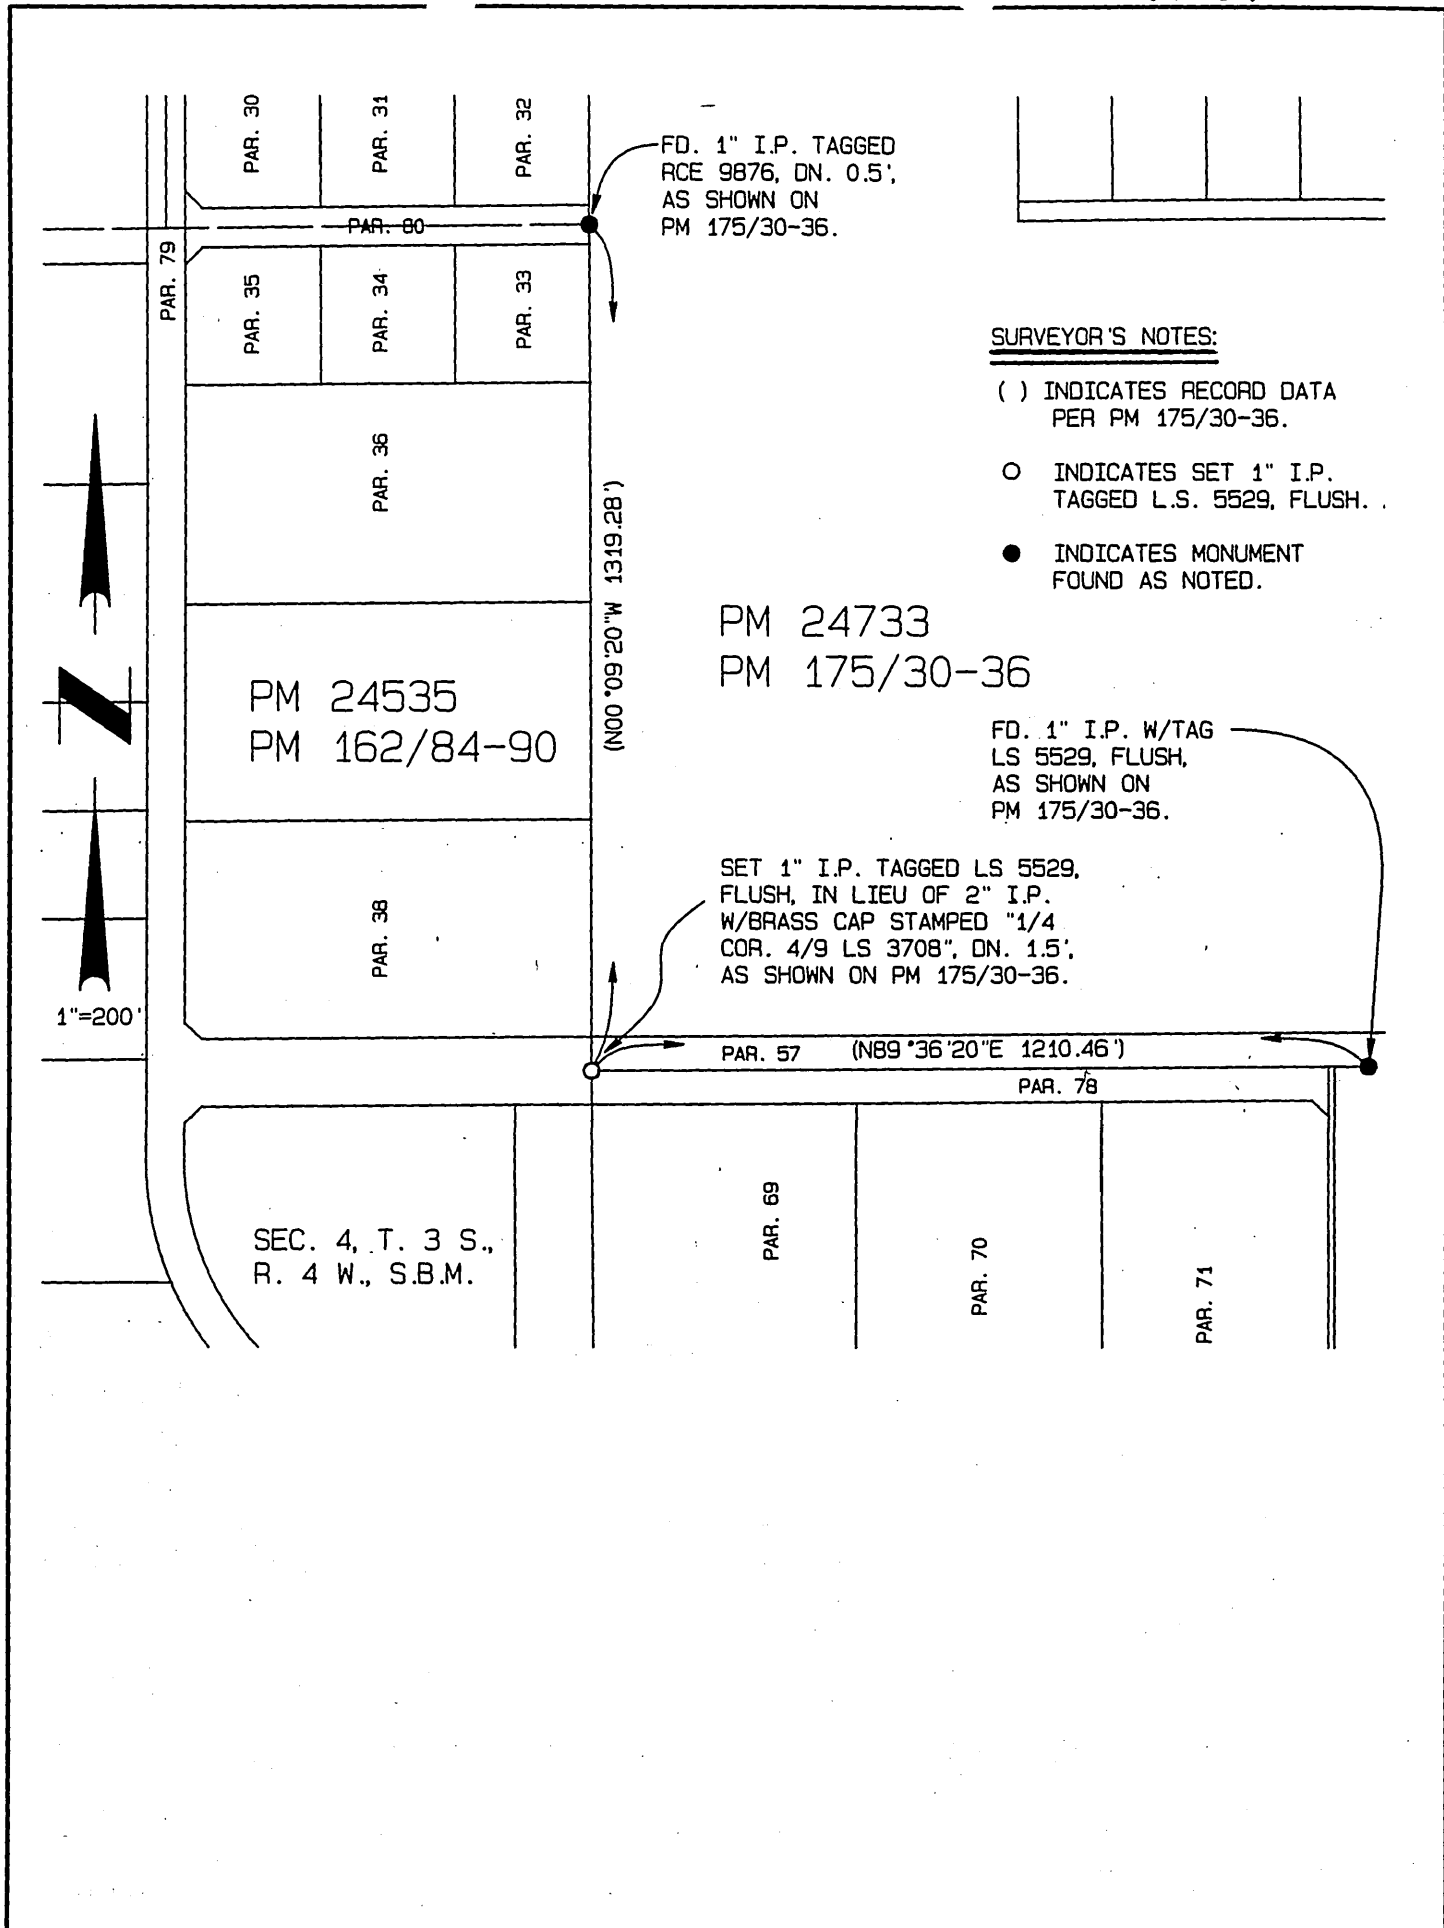 PAR. 30
PAR. 31
PAR. 32
FD. 1" I.P. TAGGED
RCE 9876, DN. 0.5',
AS SHOWN ON
PM 175/30-36.
PAR. 80
PAR. 79
PAR. 35
PAR. 34
PAR. 33
SURVEYOR'S NOTES:
( ) INDICATES RECORD DATA
PER PM 175/30-36.
INDICATES SET 1" I.P.
TAGGED L.S. 5529, FLUSH.
INDICATES MONUMENT
FOUND AS NOTED.
PAR. 36
(N00°09'20"W 1319.28')
N
PM 24535
PM 162/84-90
PM 24733
PM 175/30-36
FD. 1" I.P. W/TAG
LS 5529, FLUSH,
AS SHOWN ON
PM 175/30-36.
SET 1" I.P. TAGGED LS 5529,
FLUSH, IN LIEU OF 2" I.P.
W/BRASS CAP STAMPED "1/4
COR. 4/9 LS 3708", DN. 1.5',
AS SHOWN ON PM 175/30-36.
PAR. 38
1"=200'
PAR. 57 (N89°36'20"E 1210.46')
PAR. 78
SEC. 4, T. 3 S.,
R. 4 W., S.B.M.
PAR. 69
PAR. 70
PAR. 71